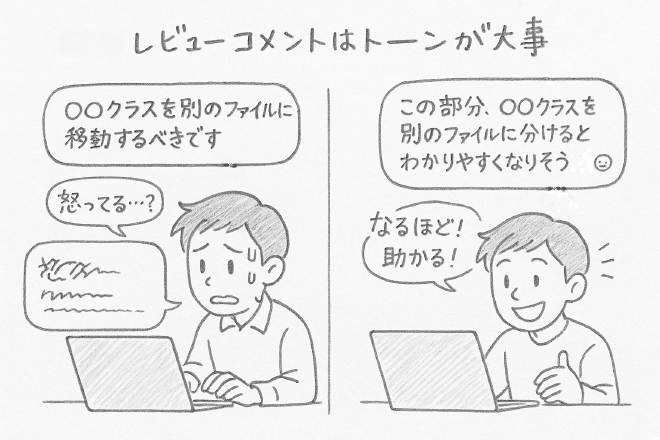 レビューコメントはトーンが大事
〇〇クラスを別のファイルに
移動するべきです
怒ってる…?
この部分、〇〇クラスを
別のファイルに分けると
わかりやすくなりそう
なるほど!
助かる!